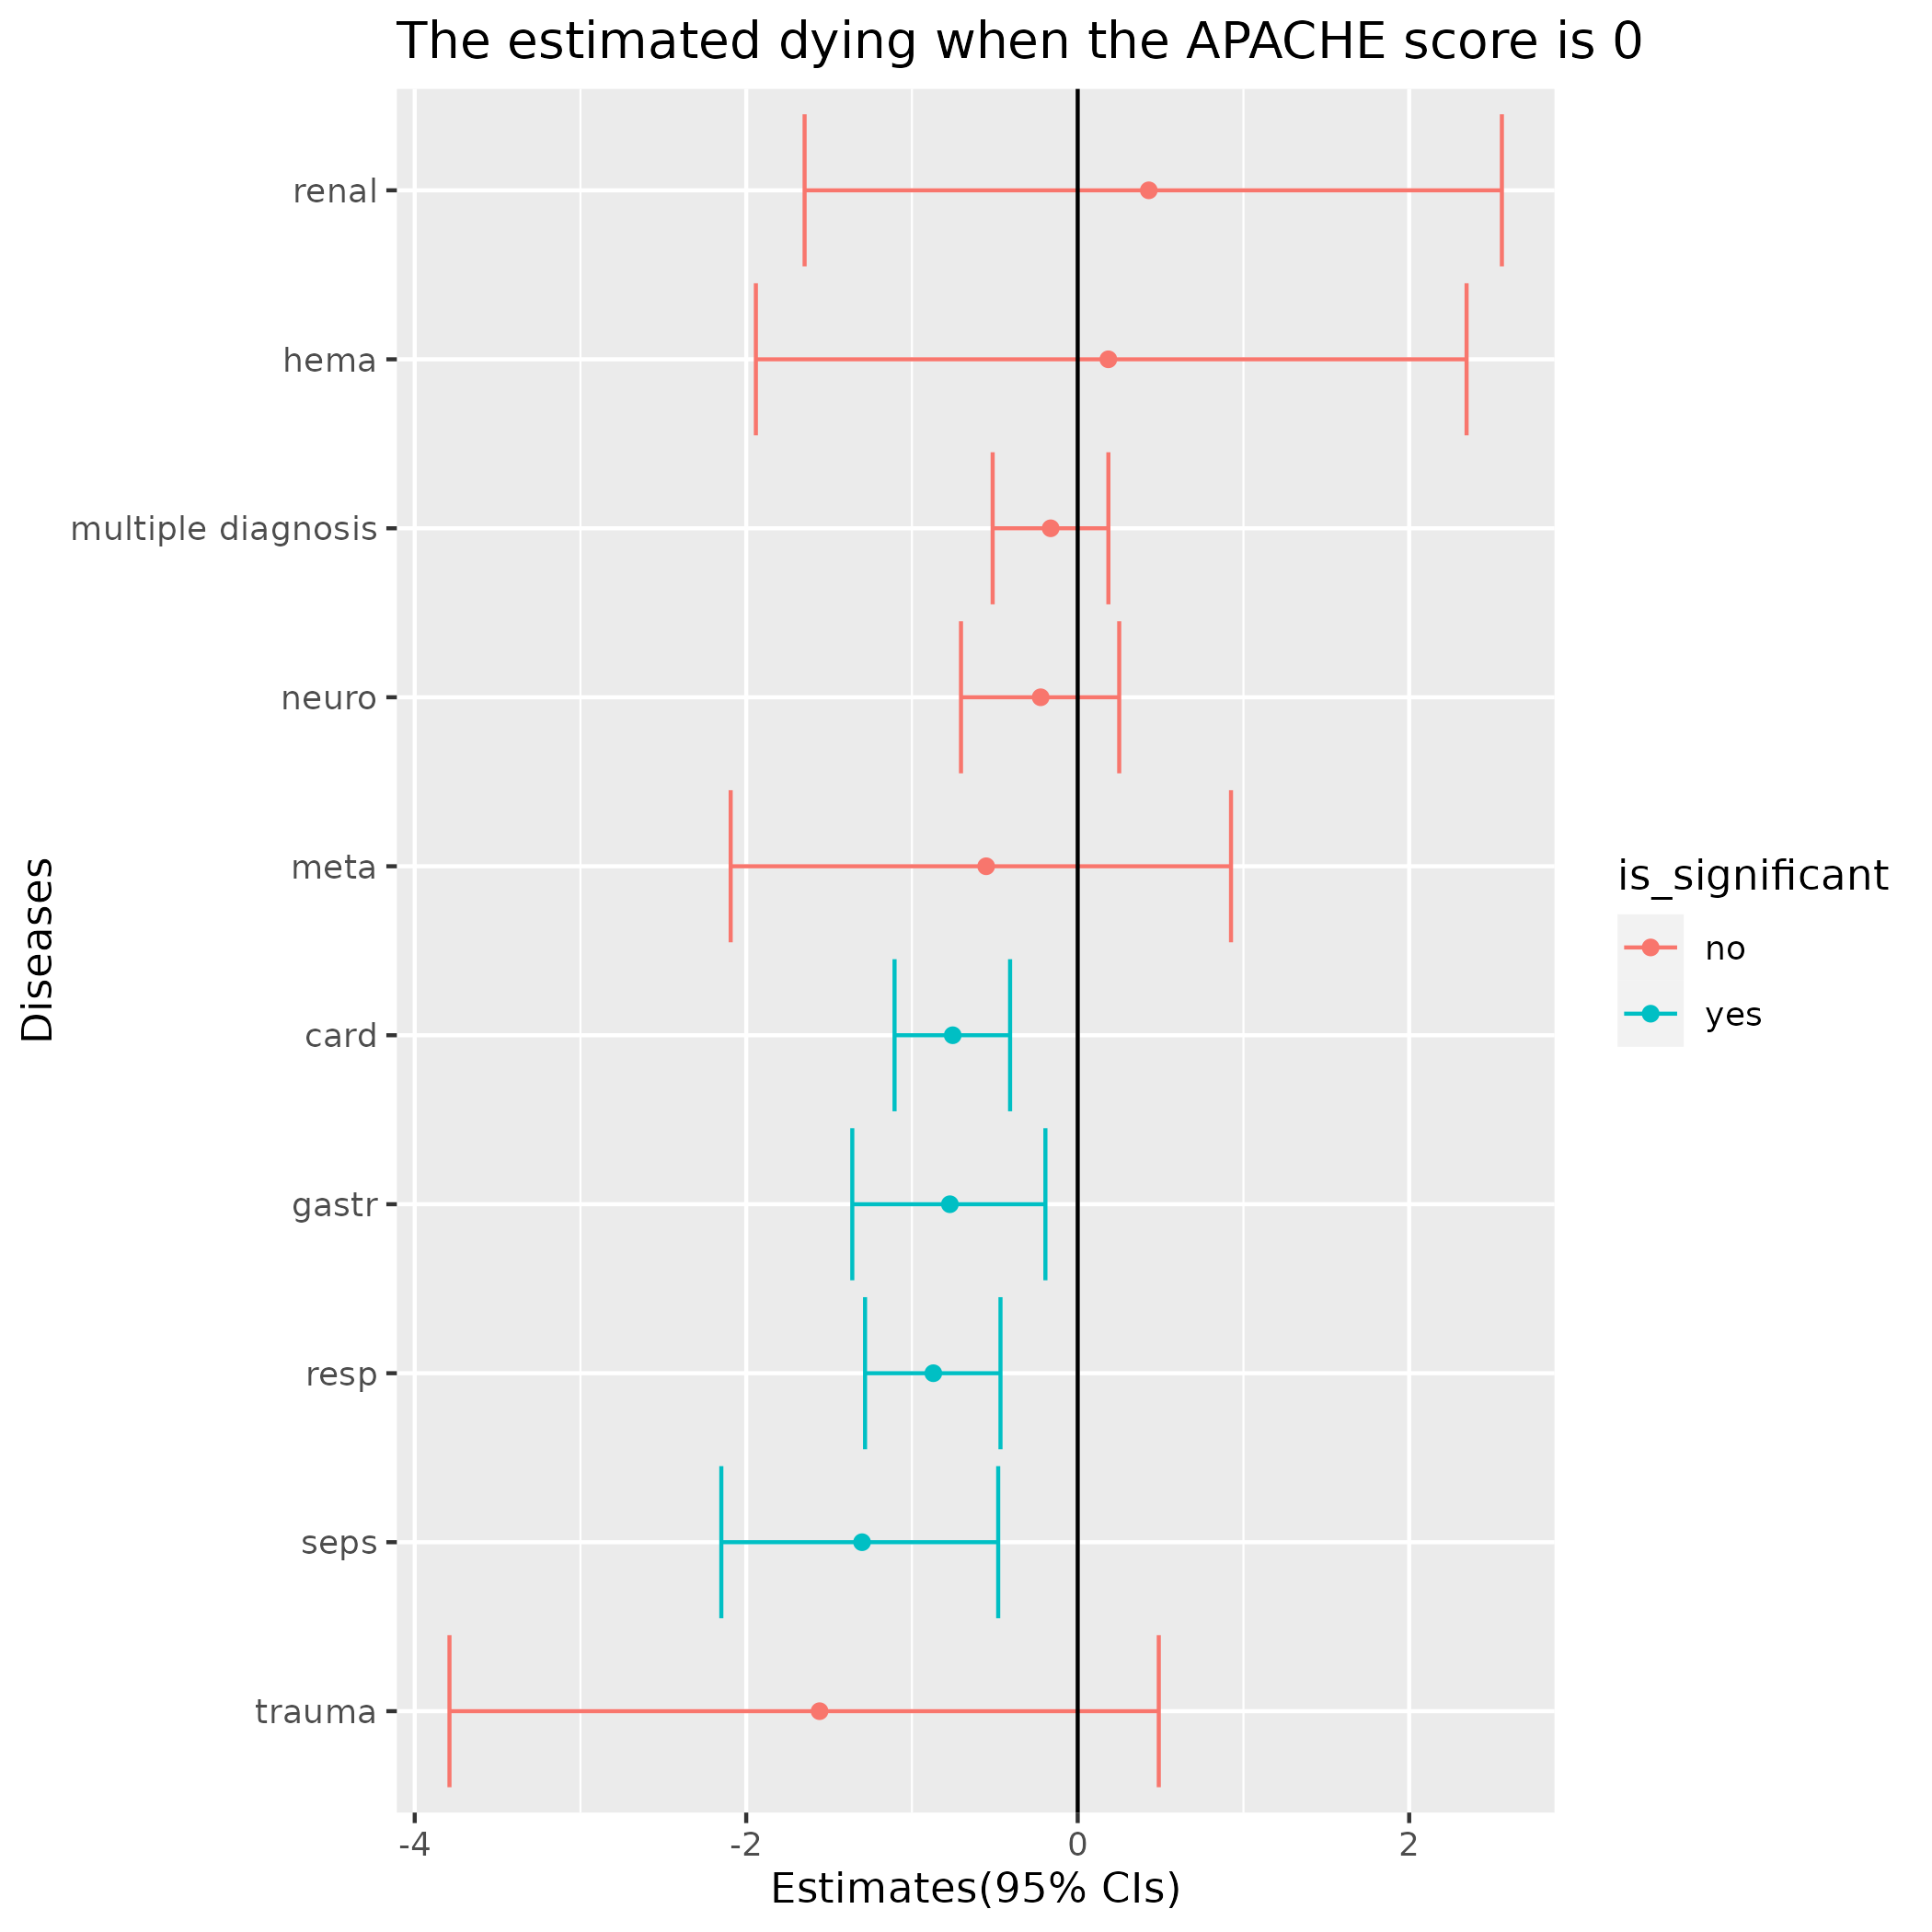 The estimated dying when the APACHE score is 0
renal
hema
multiple diagnosis
neuro
meta
card
gastr
resp
seps
trauma
Diseases
-4
-2
0
2
Estimates(95% CIs)
is_significant
no
yes